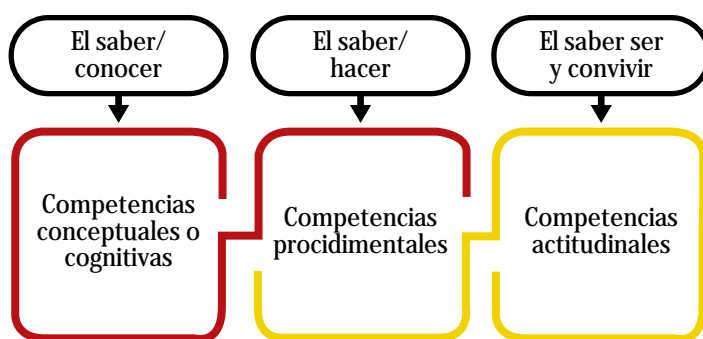 El saber/
conocer
El saber/
hacer
El saber ser
y convivir
Competencias
conceptuales o
cognitivas
Competencias
procidimentales
Competencias
actitudinales